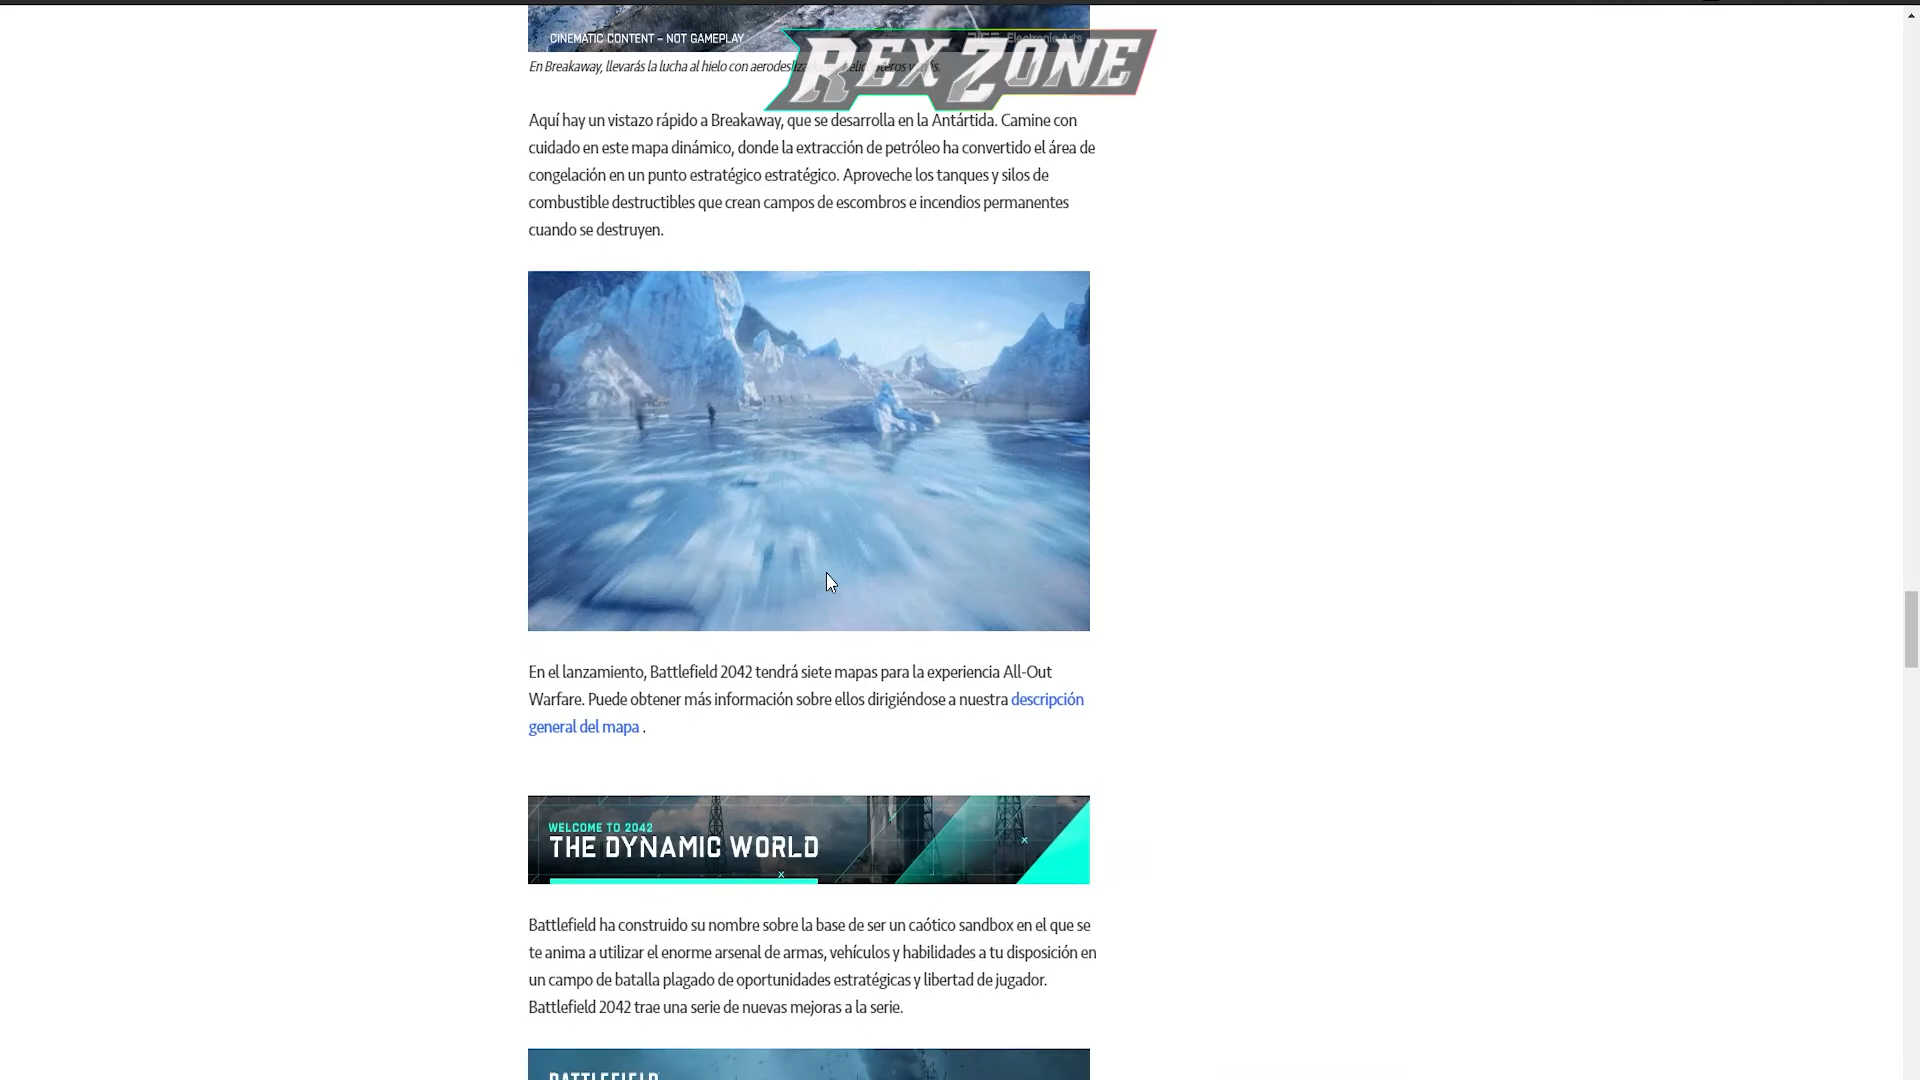 CINEMATIC CONTENT – NOT GAMEPLAY
Electronic Arts
REX ZONE
En Breakaway, llevarás la lucha al hielo con
Aquí hay un vistazo rápido a Breakaway, que se desarrolla en la Antártida. Camine con
cuidado en este mapa dinámico, donde la extracción de petróleo ha convertido el área de
congelación en un punto estratégico estratégico. Aproveche los tanques y silos de
combustible destructibles que crean campos de escombros e incendios permanentes
cuando se destruyen.
En el lanzamiento, Battlefield 2042 tendrá siete mapas para la experiencia All-Out
Warfare. Puede obtener más información sobre ellos dirigiéndose a nuestra descripción
general del mapa .
WELCOME TO 2042
THE DYNAMIC WORLD
Battlefield ha construido su nombre sobre la base de ser un caótico sandbox en el que se
te anima a utilizar el enorme arsenal de armas, vehículos y habilidades a tu disposición en
un campo de batalla plagado de oportunidades estratégicas y libertad de jugador.
Battlefield 2042 trae una serie de nuevas mejoras a la serie.
BATTLEFIELD